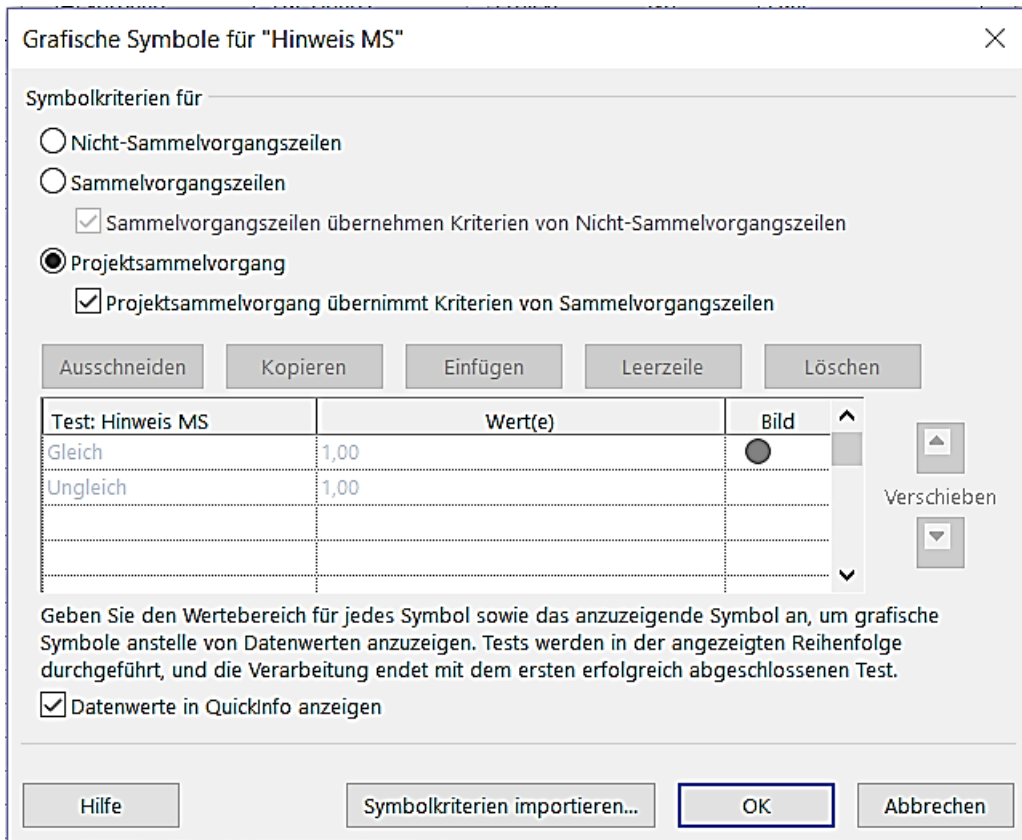 Grafische Symbole für "Hinweis MS"
Symbolkriterien für
Nicht-Sammelvorgangszeilen
Sammelvorgangszeilen
Sammelvorgangszeilen übernehmen Kriterien von Nicht-Sammelvorgangszeilen
Projektsammelvorgang
Projektsammelvorgang übernimmt Kriterien von Sammelvorgangszeilen
Ausschneiden Kopieren Einfügen Leerzeile Löschen
Test: Hinweis MS Wert(e) Bild
Gleich 1,00
Ungleich 1,00
Verschieben
Geben Sie den Wertebereich für jedes Symbol sowie das anzuzeigende Symbol an, um grafische
Symbole anstelle von Datenwerten anzuzeigen. Tests werden in der angezeigten Reihenfolge
durchgeführt, und die Verarbeitung endet mit dem ersten erfolgreich abgeschlossenen Test.
Datenwerte in QuickInfo anzeigen
Hilfe Symbolkriterien importieren... OK Abbrechen